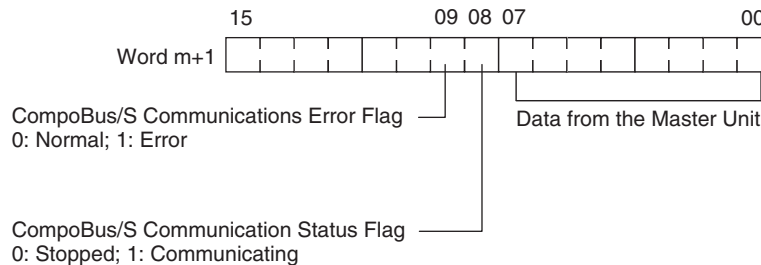 15 09 08 07 00
Word m+1
CompoBus/S Communications Error Flag
0: Normal; 1: Error
Data from the Master Unit
CompoBus/S Communication Status Flag
0: Stopped; 1: Communicating